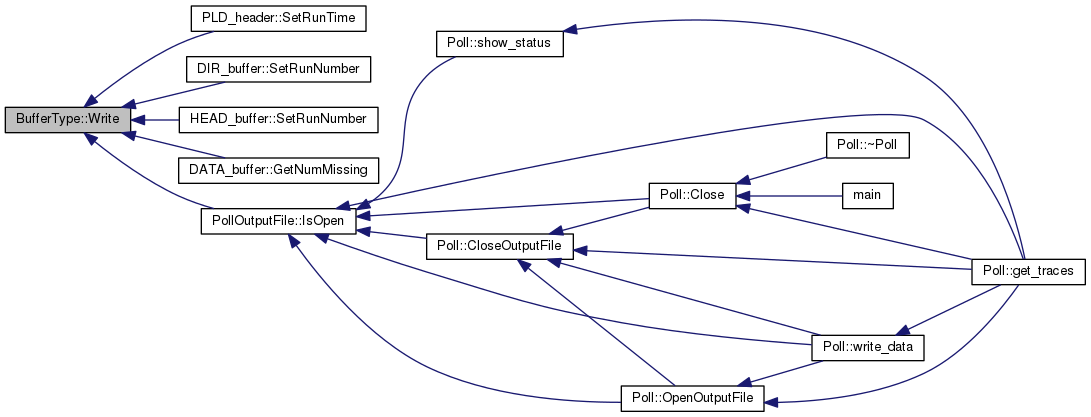 PLD_header::SetRunTime
Poll::show_status
DIR_buffer::SetRunNumber
BufferType::Write
HEAD_buffer::SetRunNumber
Poll::~Poll
DATA_buffer::GetNumMissing
Poll::Close
main
PollOutputFile::IsOpen
Poll::CloseOutputFile
Poll::get_traces
Poll::write_data
Poll::OpenOutputFile